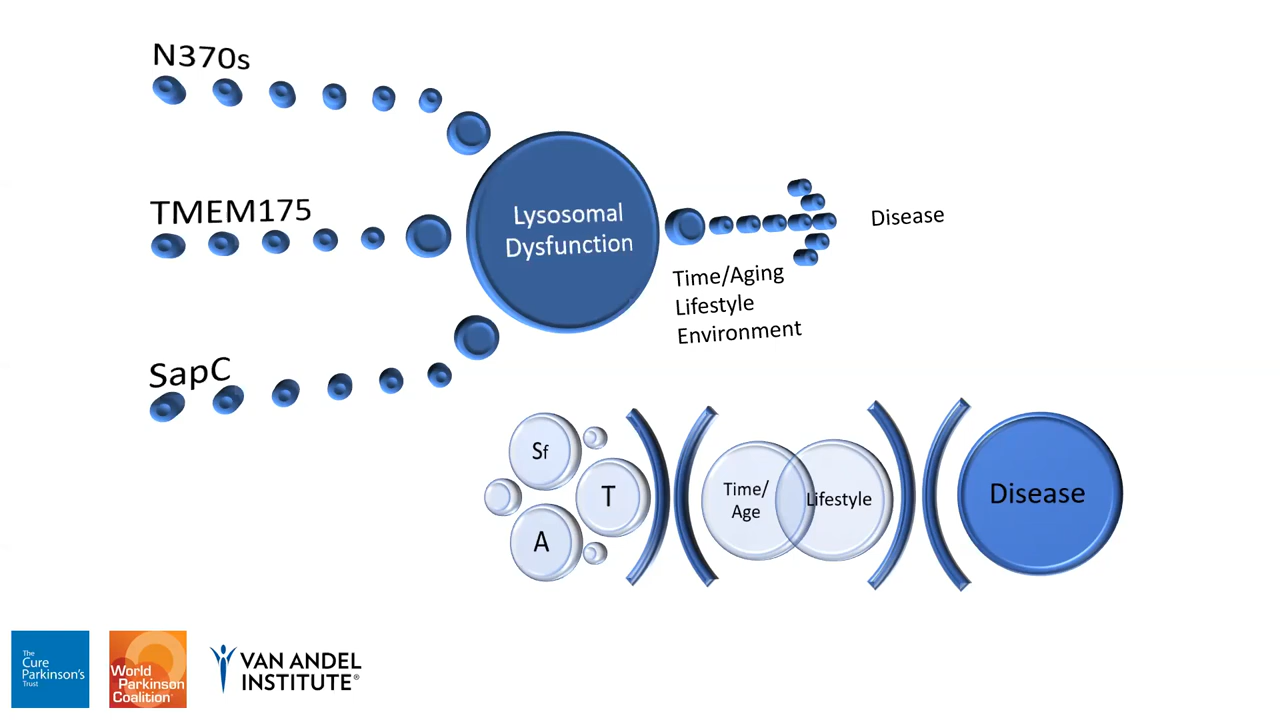 N370s
TMEM175
SapC
Lysosomal
Dysfunction
Disease
Time/Aging
Lifestyle
Environment
Sf
T
A
Time/
Age
Lifestyle
Disease
The
Cure
Parkinson's
Trust
World
Parkinson
Coalition
VAN ANDEL
INSTITUTE®